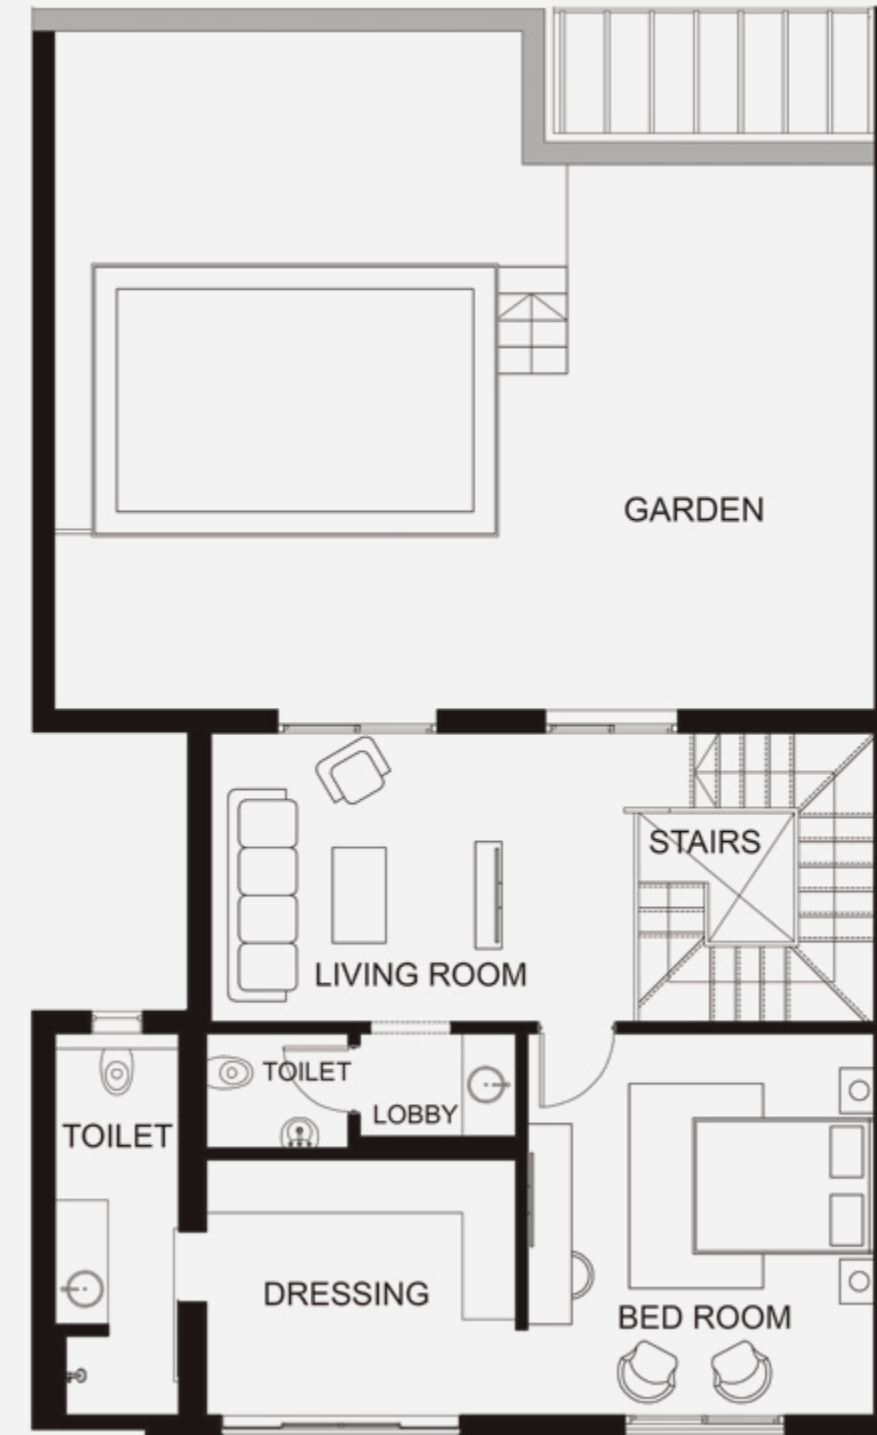 GARDEN
STAIRS
LIVING ROOM
TOILET
LOBBY
TOILET
DRESSING
BED ROOM